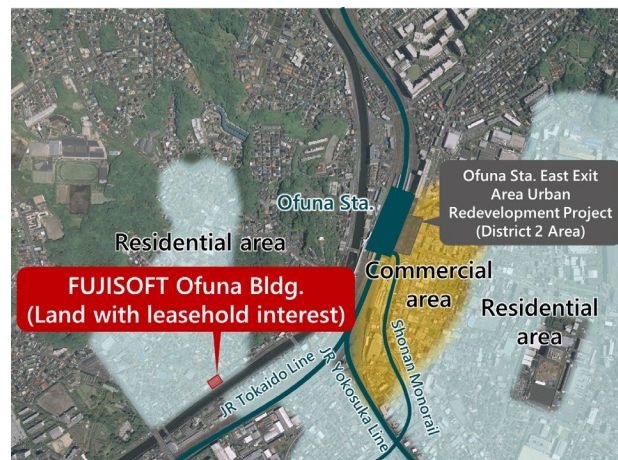 Ofuna Sta. East Exit
Area Urban
Redevelopment Project
(District 2 Area)
Ofuna Sta.
Residential area
Commercial
area
FUJISOFT Ofuna Bldg.
(Land with leasehold interest)
Residential
area
JR Tokaido Line
JR Yokosuka Line
Shonan Monorail